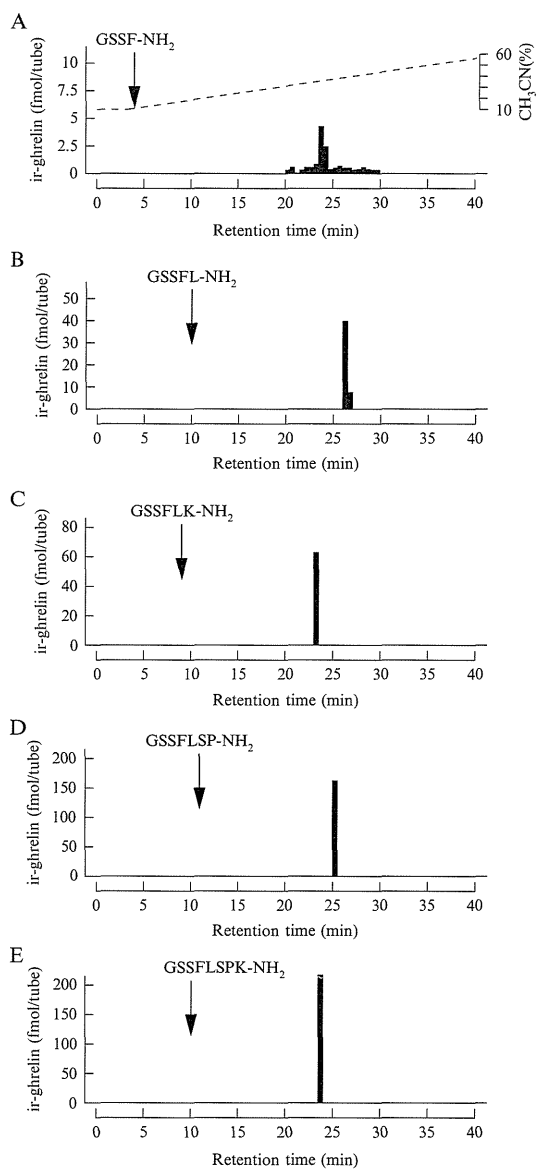 A
GSSF-NH2
ir-ghrelin (fmol/tube)
10
7.5
5
2.5
0
60
10
CH3CN(%)
0 5 10 15 20 25 30 35 40
Retention time (min)
B
GSSFL-NH2
ir-ghrelin (fmol/tube)
50
40
30
20
10
0
0 5 10 15 20 25 30 35 40
Retention time (min)
C
GSSFLK-NH2
ir-ghrelin (fmol/tube)
80
60
40
20
0
0 5 10 15 20 25 30 35 40
Retention time (min)
D
GSSFLSP-NH2
ir-ghrelin (fmol/tube)
200
150
100
50
0
0 5 10 15 20 25 30 35 40
Retention time (min)
E
GSSFLSPK-NH2
ir-ghrelin (fmol/tube)
200
150
100
50
0
0 5 10 15 20 25 30 35 40
Retention time (min)